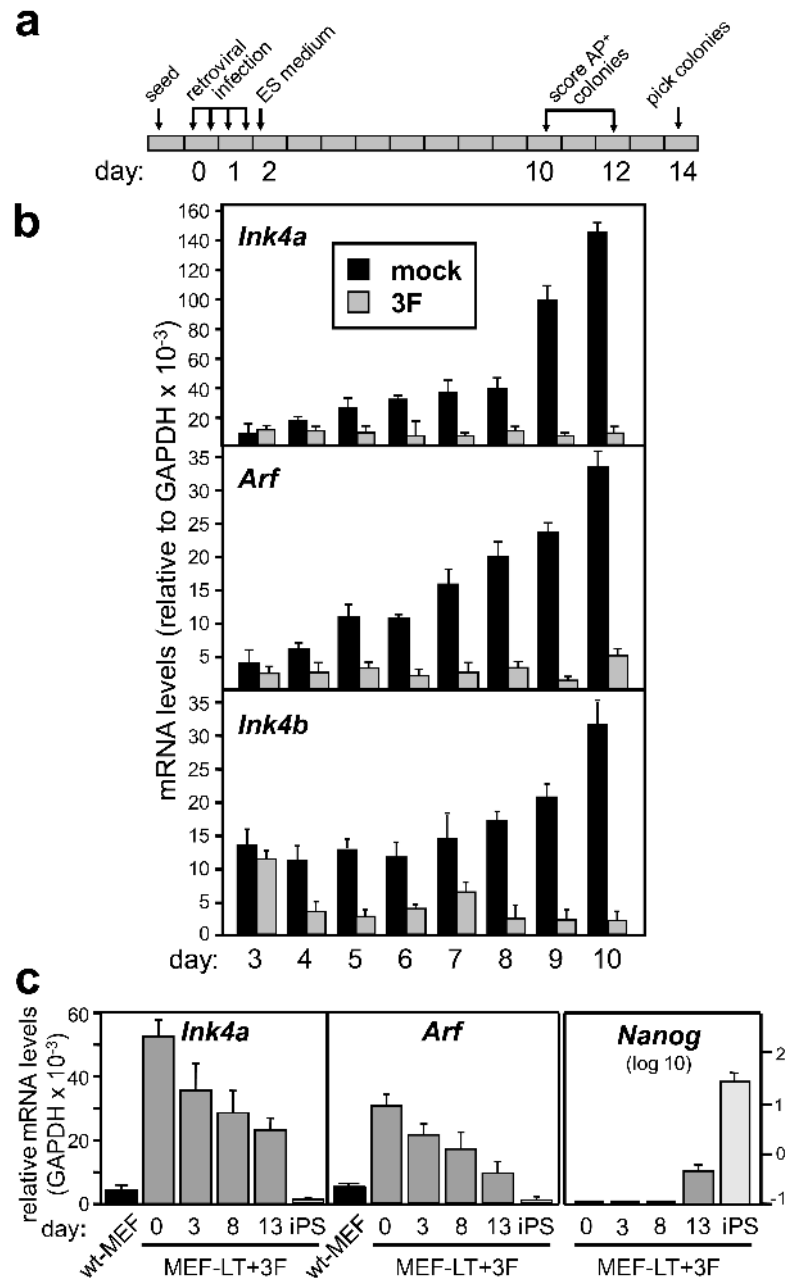 a
seed
retroviral
infection
ES medium
score AP+
colonies
pick colonies
day: 0 1 2 10 12 14
b
mRNA levels (relative to GAPDH x 10⁻³)
Ink4a
mock
3F
160
140
120
100
80
60
40
20
Arf
35
30
25
20
15
10
5
Ink4b
35
30
25
20
15
10
5
0
day: 3 4 5 6 7 8 9 10
c
relative mRNA levels
(GAPDH x 10⁻³)
60
40
20
0
Ink4a
Arf
Nanog
(log 10)
2
1
0
-1
day: 0 3 8 13 iPS 0 3 8 13 iPS 0 3 8 13 iPS
wt-MEF wt-MEF
MEF-LT+3F MEF-LT+3F MEF-LT+3F